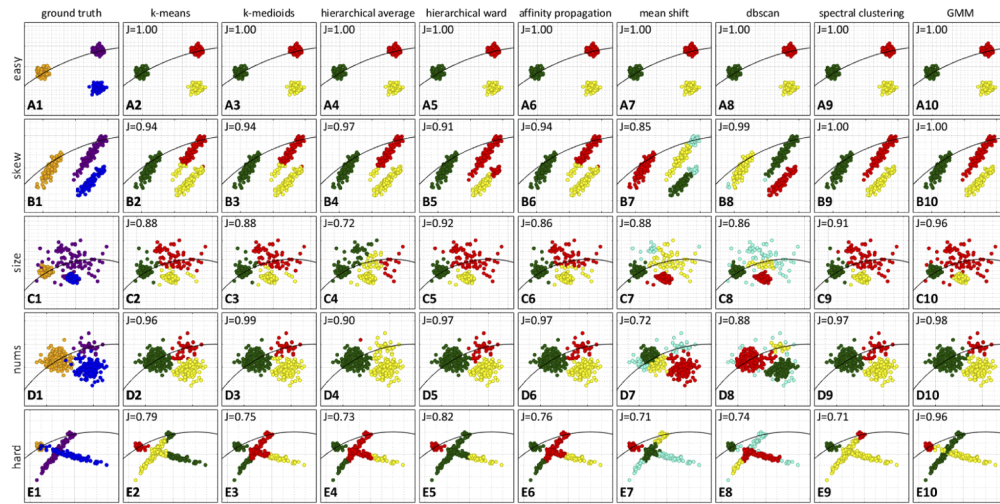 ground truth k-means k-medioids hierarchical average hierarchical ward affinity propagation mean shift dbscan spectral clustering GMM
easy J=1.00 J=1.00 J=1.00 J=1.00 J=1.00 J=1.00 J=1.00 J=1.00 J=1.00
A1 A2 A3 A4 A5 A6 A7 A8 A9 A10
skew J=0.94 J=0.94 J=0.97 J=0.91 J=0.94 J=0.85 J=0.99 J=1.00 J=1.00
B1 B2 B3 B4 B5 B6 B7 B8 B9 B10
size J=0.88 J=0.88 J=0.72 J=0.92 J=0.86 J=0.88 J=0.86 J=0.91 J=0.96
C1 C2 C3 C4 C5 C6 C7 C8 C9 C10
nums J=0.96 J=0.99 J=0.90 J=0.97 J=0.97 J=0.72 J=0.88 J=0.97 J=0.98
D1 D2 D3 D4 D5 D6 D7 D8 D9 D10
hard J=0.79 J=0.75 J=0.73 J=0.82 J=0.76 J=0.71 J=0.74 J=0.71 J=0.96
E1 E2 E3 E4 E5 E6 E7 E8 E9 E10